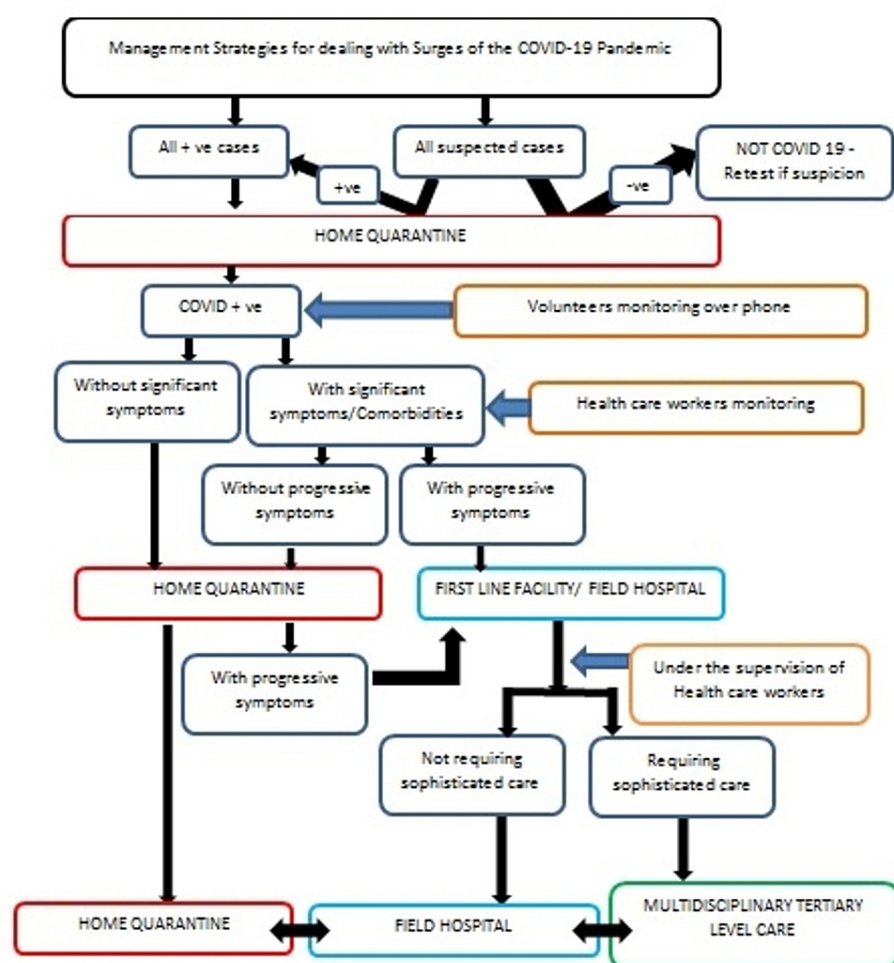 Management Strategies for dealing with Surges of the COVID-19 Pandemic
All + ve cases
All suspected cases
NOT COVID 19 -
Retest if suspicion
+ve
-ve
HOME QUARANTINE
COVID + ve
Volunteers monitoring over phone
Without significant
symptoms
With significant
symptoms/Comorbidities
Health care workers monitoring
Without progressive
symptoms
With progressive
symptoms
HOME QUARANTINE
FIRST LINE FACILITY/ FIELD HOSPITAL
With progressive
symptoms
Under the supervision of
Health care workers
Not requiring
sophisticated care
Requiring
sophisticated care
HOME QUARANTINE
FIELD HOSPITAL
MULTIDISCIPLINARY TERTIARY
LEVEL CARE